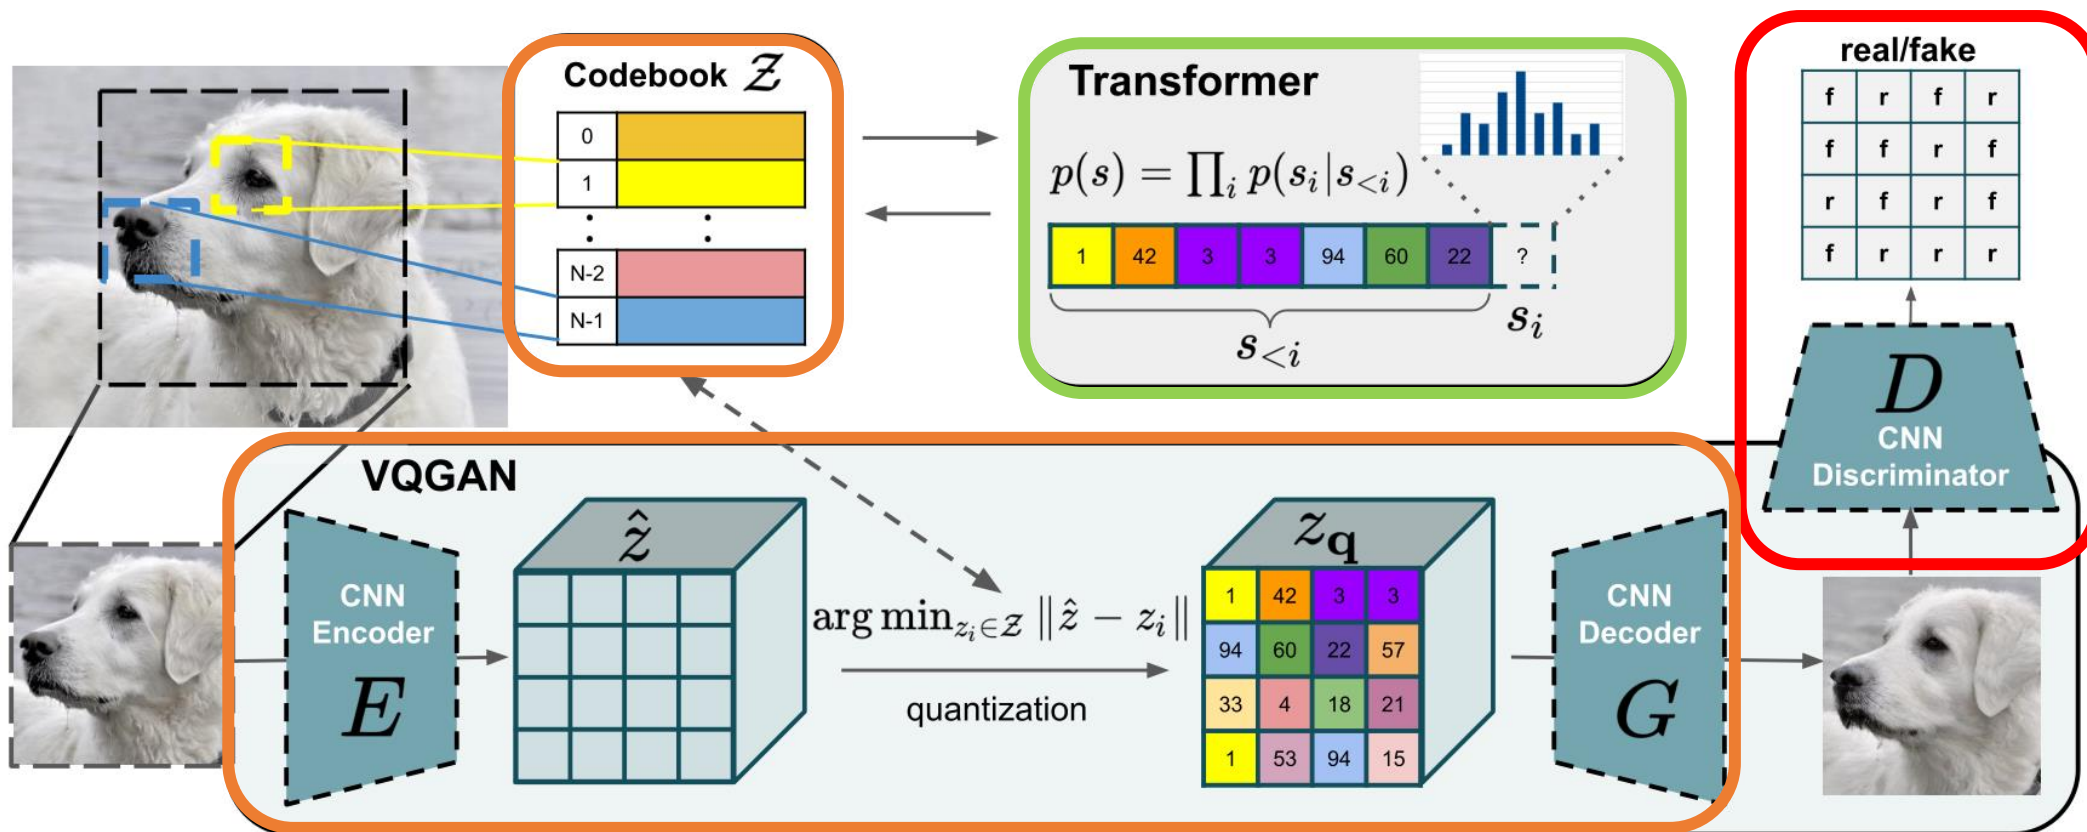 Codebook 𝒵
0
1
N-2
N-1
Transformer
p(s) = ∏ᵢ p(sᵢ|s<ᵢ)
1 42 3 3 94 60 22 ?
s<ᵢ
sᵢ
real/fake
f r f r
f f r f
r f r f
f r r r
D
CNN
Discriminator
VQGAN
CNN
Encoder
E
ẑ
arg min_{zᵢ∈𝒵} ‖ẑ − zᵢ‖
quantization
z_q
1 42 3 3
94 60 22 57
33 4 18 21
1 53 94 15
CNN
Decoder
G